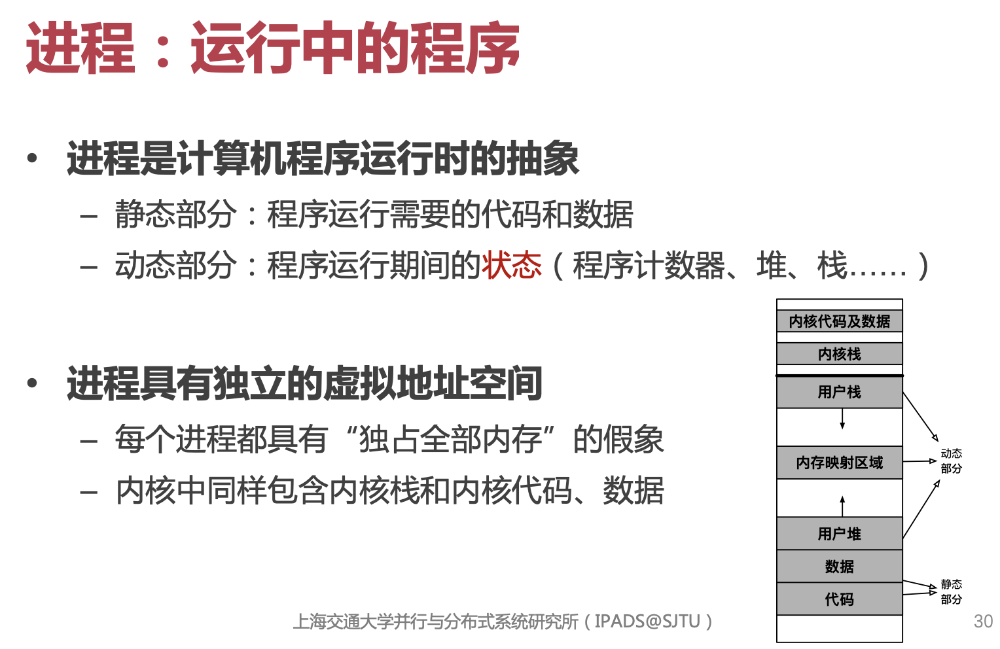 进程：运行中的程序
• 进程是计算机程序运行时的抽象
– 静态部分：程序运行需要的代码和数据
– 动态部分：程序运行期间的状态（程序计数器、堆、栈……）
• 进程具有独立的虚拟地址空间
– 每个进程都具有“独占全部内存”的假象
– 内核中同样包含内核栈和内核代码、数据
内核代码及数据
内核栈
用户栈
内存映射区域
用户堆
数据
代码
动态
部分
静态
部分
上海交通大学并行与分布式系统研究所（IPADS@SJTU）
30